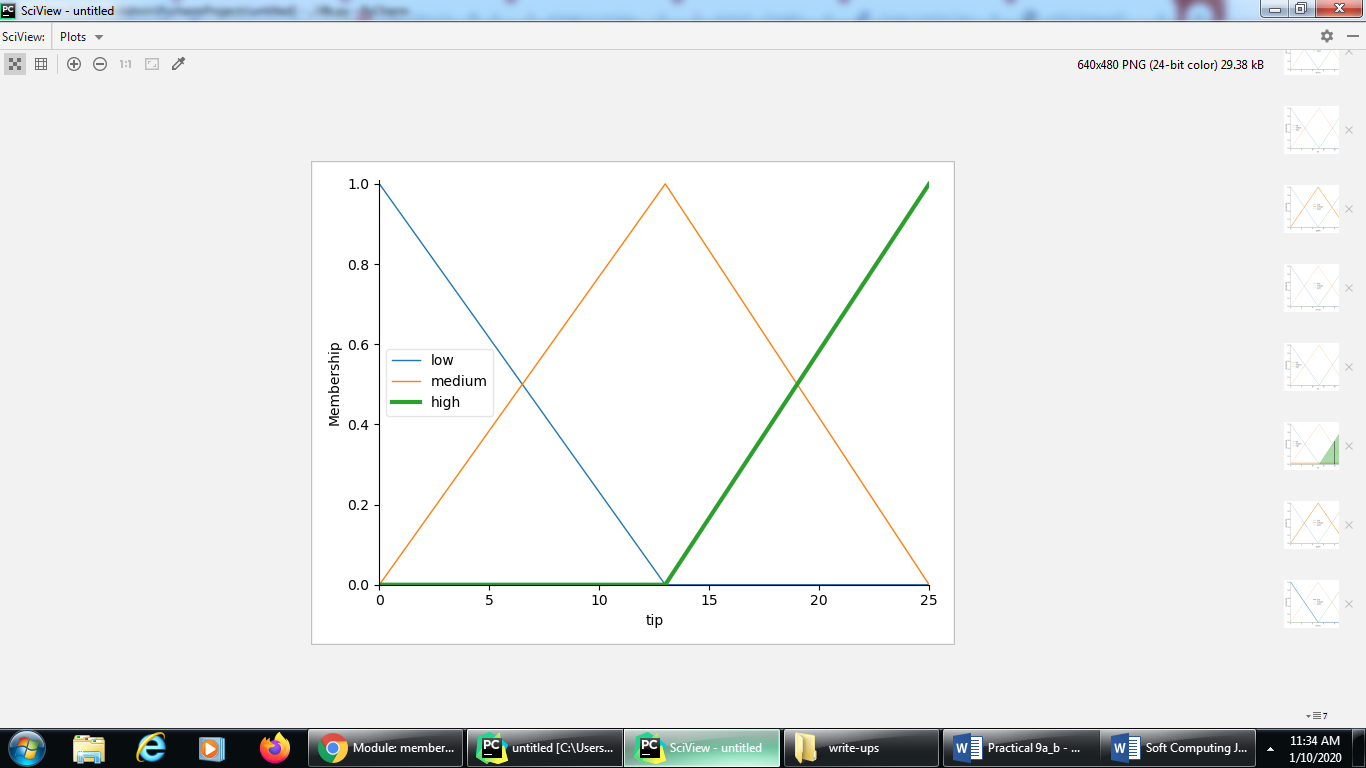 SciView - untitled
SciView: Plots
1:1
640x480 PNG (24-bit color) 29.38 kB
1.0
0.8
0.6
0.4
0.2
0.0
Membership
low
medium
high
0 5 10 15 20 25
tip
7
Module: member...
untitled [C:\Users...
SciView - untitled
write-ups
Practical 9a_b - ...
Soft Computing J...
11:34 AM
1/10/2020